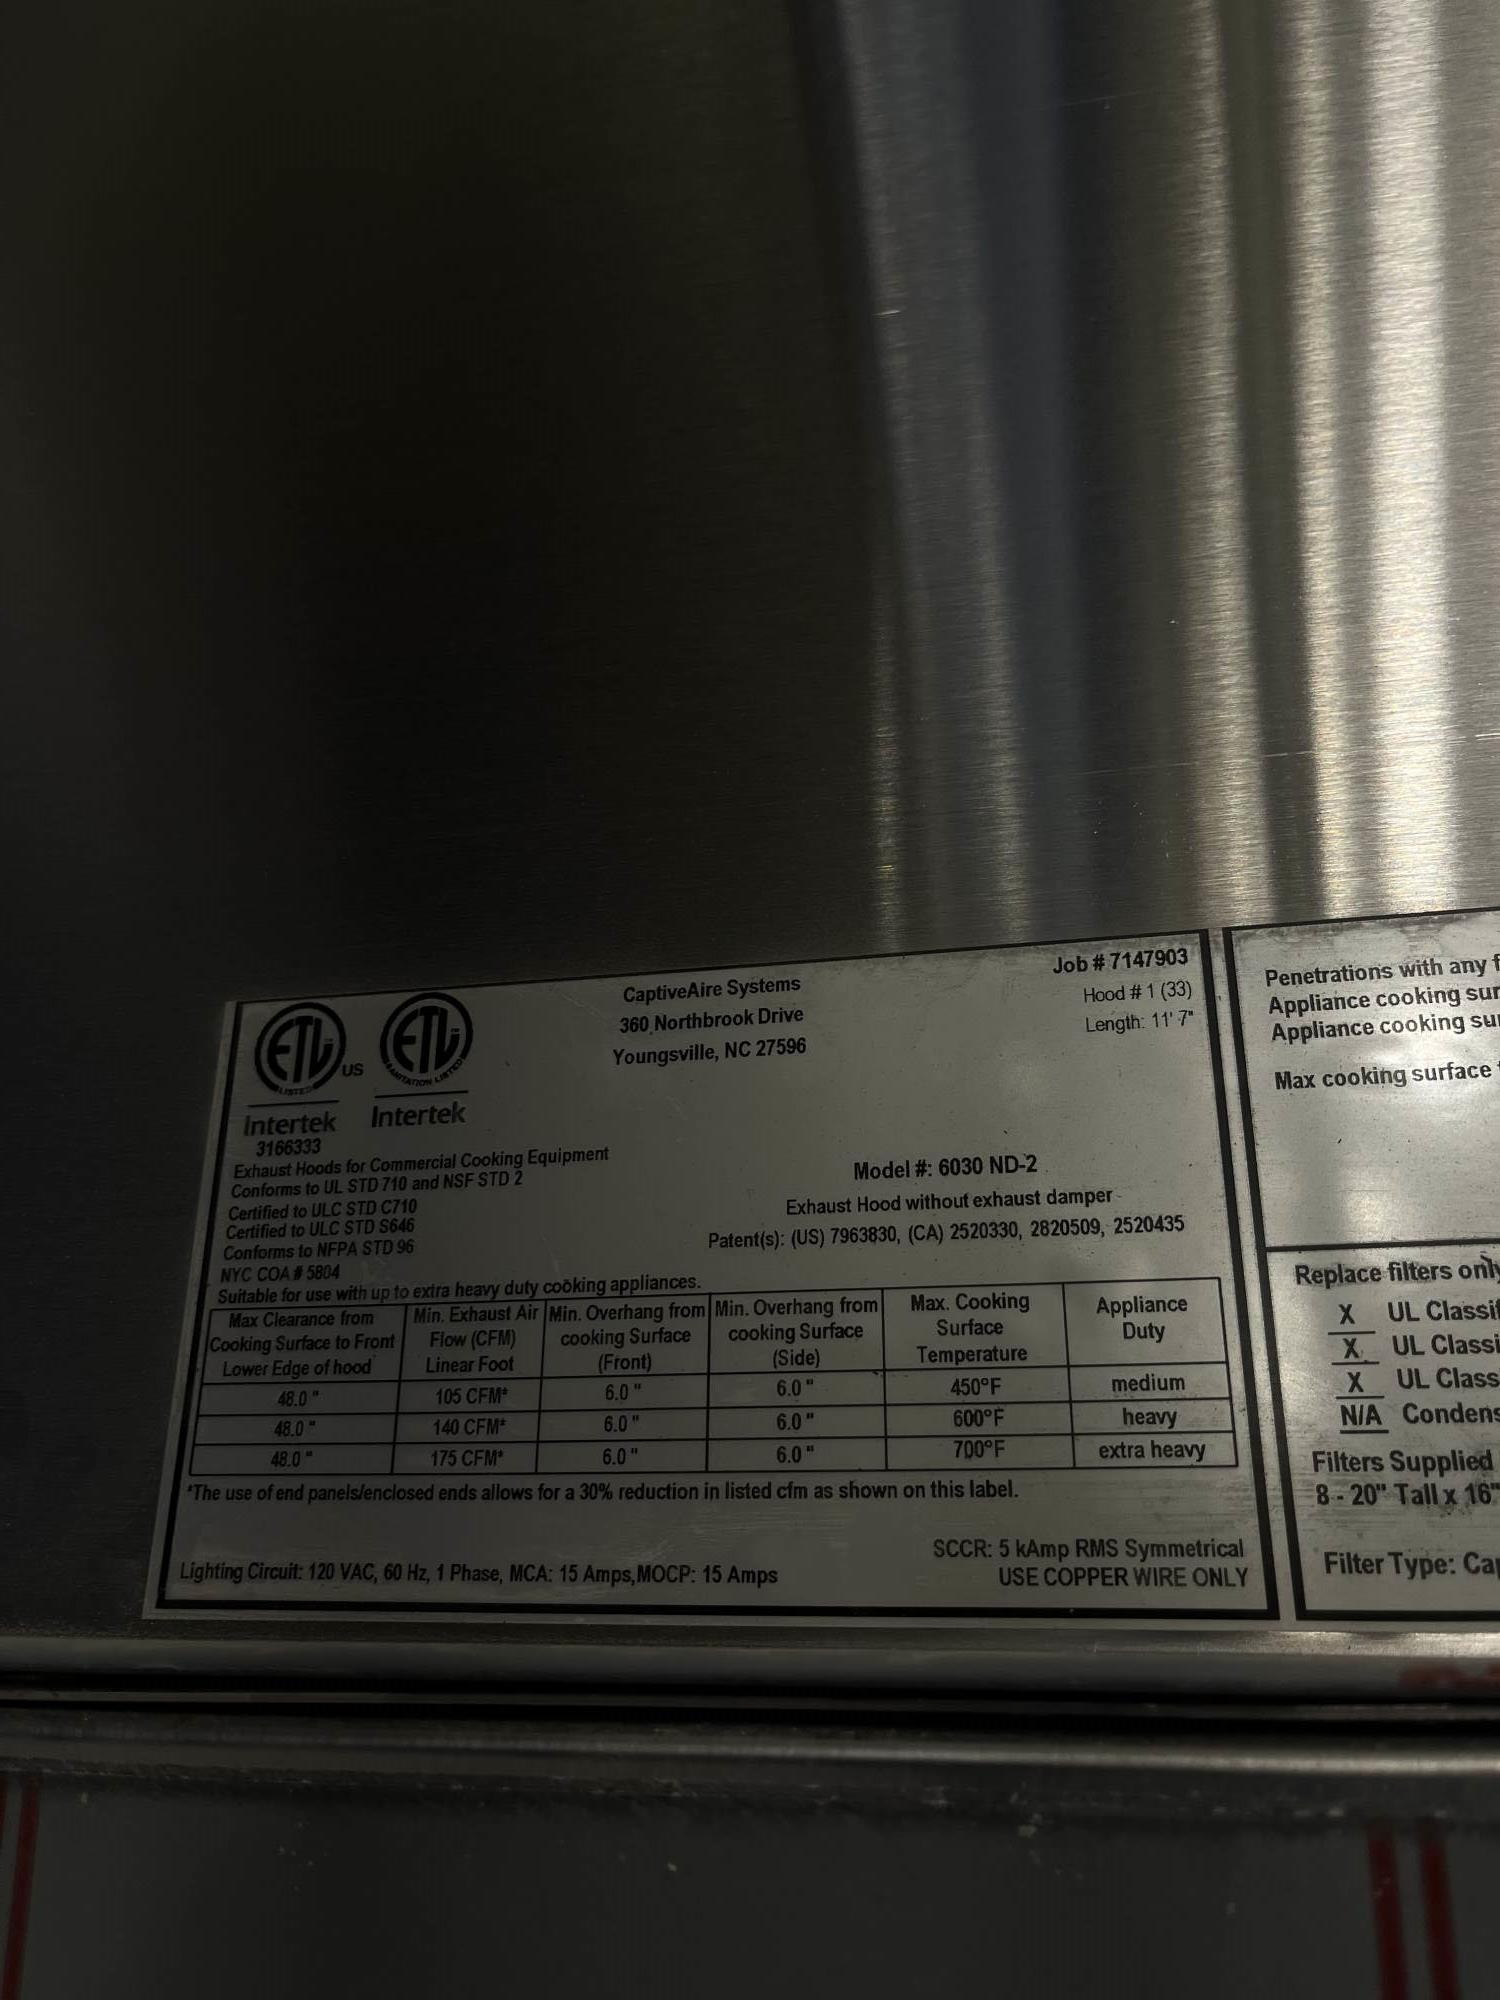 Job # 7147903
Hood # 1 (33)
Length: 11' 7"
CaptiveAire Systems
360 Northbrook Drive
Youngsville, NC 27596
ETL
LISTED
US
Intertek
3166333
ETL
SANITATION LISTED
Intertek
Exhaust Hoods for Commercial Cooking Equipment
Conforms to UL STD 710 and NSF STD 2
Certified to ULC STD C710
Certified to ULC STD S646
Conforms to NFPA STD 96
NYC COA # 5804
Model #: 6030 ND-2
Exhaust Hood without exhaust damper
Patent(s): (US) 7963830, (CA) 2520330, 2820509, 2520435
Suitable for use with up to extra heavy duty cooking appliances.
Max Clearance from Cooking Surface to Front Lower Edge of hood
Min. Exhaust Air Flow (CFM) Linear Foot
Min. Overhang from cooking Surface (Front)
Min. Overhang from cooking Surface (Side)
Max. Cooking Surface Temperature
Appliance Duty
48.0 " 105 CFM* 6.0 " 6.0 " 450°F medium
48.0 " 140 CFM* 6.0 " 6.0 " 600°F heavy
48.0 " 175 CFM* 6.0 " 6.0 " 700°F extra heavy
*The use of end panels/enclosed ends allows for a 30% reduction in listed cfm as shown on this label.
SCCR: 5 kAmp RMS Symmetrical
USE COPPER WIRE ONLY
Lighting Circuit: 120 VAC, 60 Hz, 1 Phase, MCA: 15 Amps, MOCP: 15 Amps
Penetrations with any
Appliance cooking
Appliance cooking
Max cooking surface
Replace filters only
X UL
X UL
X UL
N/A
Filters Supplied
8 - 20" Tall x 16"
Filter Type: